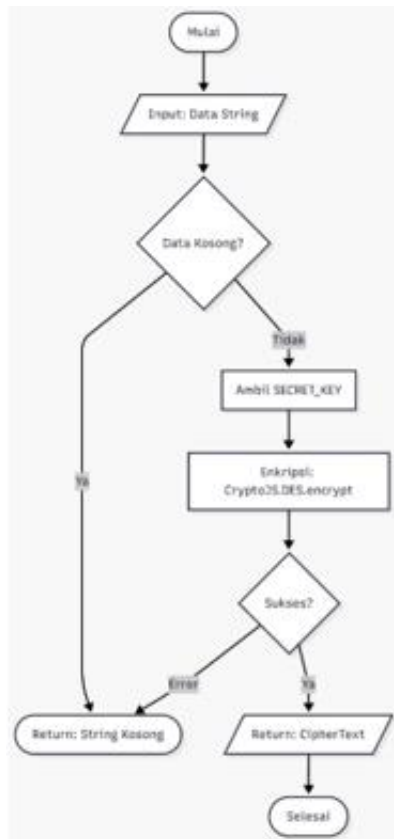 Mulai
Input: Data String
Data Kosong?
Tidak
Ambil SECRET_KEY
Enkripsi:
CryptoJS.DES.encrypt
Ya
Sukses?
Error
Ya
Return: String Kosong
Return: CipherText
Selesai